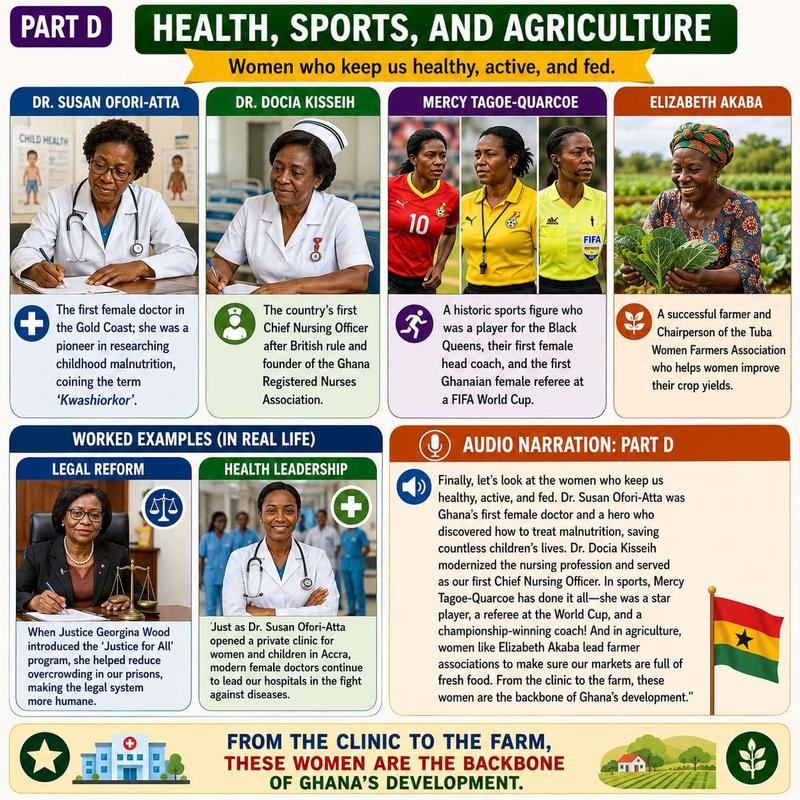 PART D
HEALTH, SPORTS, AND AGRICULTURE
Women who keep us healthy, active, and fed.
DR. SUSAN OFORI-ATTA
CHILD HEALTH
The first female doctor in
the Gold Coast; she was a
pioneer in researching
childhood malnutrition,
coining the term
'Kwashiorkor'.
DR. DOCIA KISSEIH
The country's first
Chief Nursing Officer
after British rule and
founder of the Ghana
Registered Nurses
Association.
MERCY TAGOE-QUARCOE
10
FIFA
A historic sports figure who
was a player for the Black
Queens, their first female
head coach, and the first
Ghanaian female referee at
a FIFA World Cup.
ELIZABETH AKABA
A successful farmer and
Chairperson of the Tuba
Women Farmers Association
who helps women improve
their crop yields.
WORKED EXAMPLES (IN REAL LIFE)
LEGAL REFORM
When Justice Georgina Wood
introduced the 'Justice for All'
program, she helped reduce
overcrowding in our prisons,
making the legal system
more humane.
HEALTH LEADERSHIP
'Just as Dr. Susan Ofori-Atta
opened a private clinic for
women and children in Accra,
modern female doctors continue
to lead our hospitals in the fight
against diseases.
AUDIO NARRATION: PART D
Finally, let's look at the women who keep us
healthy, active, and fed. Dr. Susan Ofori-Atta was
Ghana's first female doctor and a hero who
discovered how to treat malnutrition, saving
countless children's lives. Dr. Docia Kisseih
modernized the nursing profession and served
as our first Chief Nursing Officer. In sports, Mercy
Tagoe-Quarcoe has done it all—she was a star
player, a referee at the World Cup, and a
championship-winning coach! And in agriculture,
women like Elizabeth Akaba lead farmer
associations to make sure our markets are full of
fresh food. From the clinic to the farm, these
women are the backbone of Ghana's development."
FROM THE CLINIC TO THE FARM,
THESE WOMEN ARE THE BACKBONE
OF GHANA'S DEVELOPMENT.